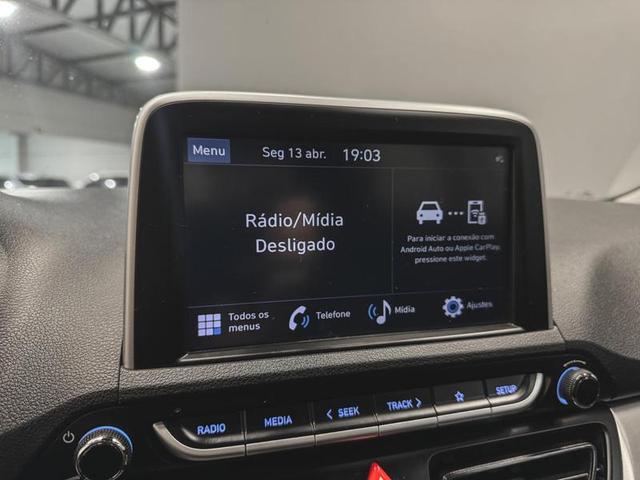 Menu
Seg 13 abr. 19:03
Rádio/Mídia
Desligado
Para iniciar a conexão com
Android Auto ou Apple CarPlay,
pressione este widget.
Todos os
menus
Telefone
Mídia
Ajustes
RADIO
MEDIA
< SEEK
TRACK >
SETUP